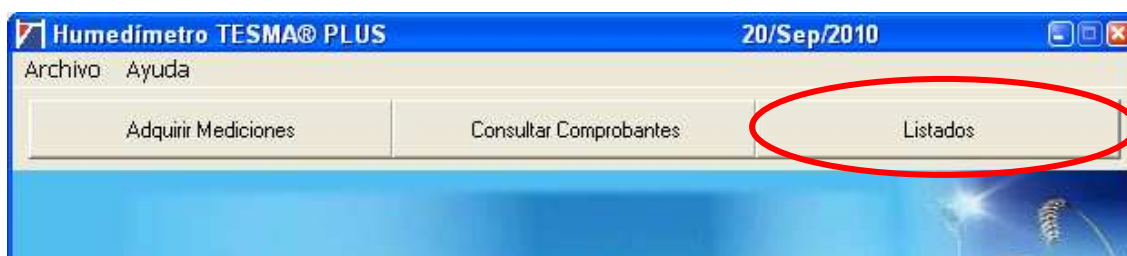 Humedímetro TESMA® PLUS 20/Sep/2010
Archivo Ayuda
Adquirir Mediciones Consultar Comprobantes Listados